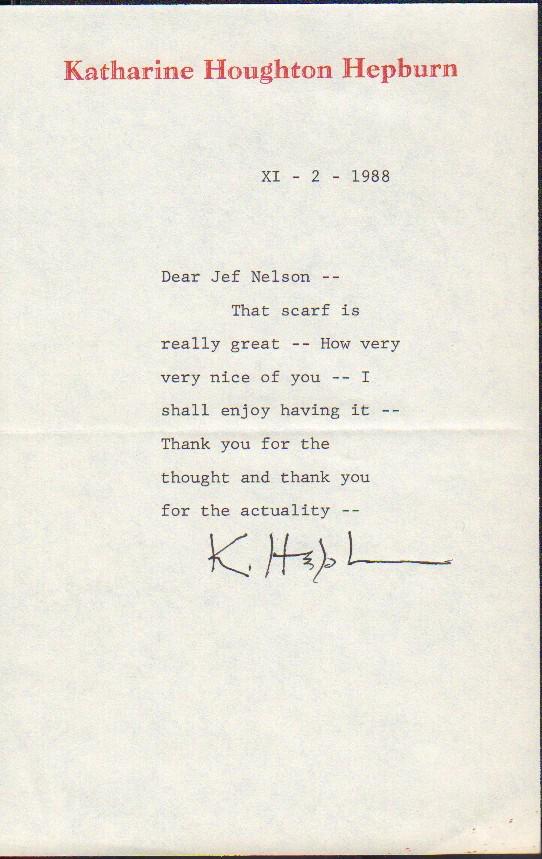 Katharine Houghton Hepburn
XI - 2 - 1988
Dear Jef Nelson --
That scarf is
really great -- How very
very nice of you -- I
shall enjoy having it --
Thank you for the
thought and thank you
for the actuality --
K. Hepb